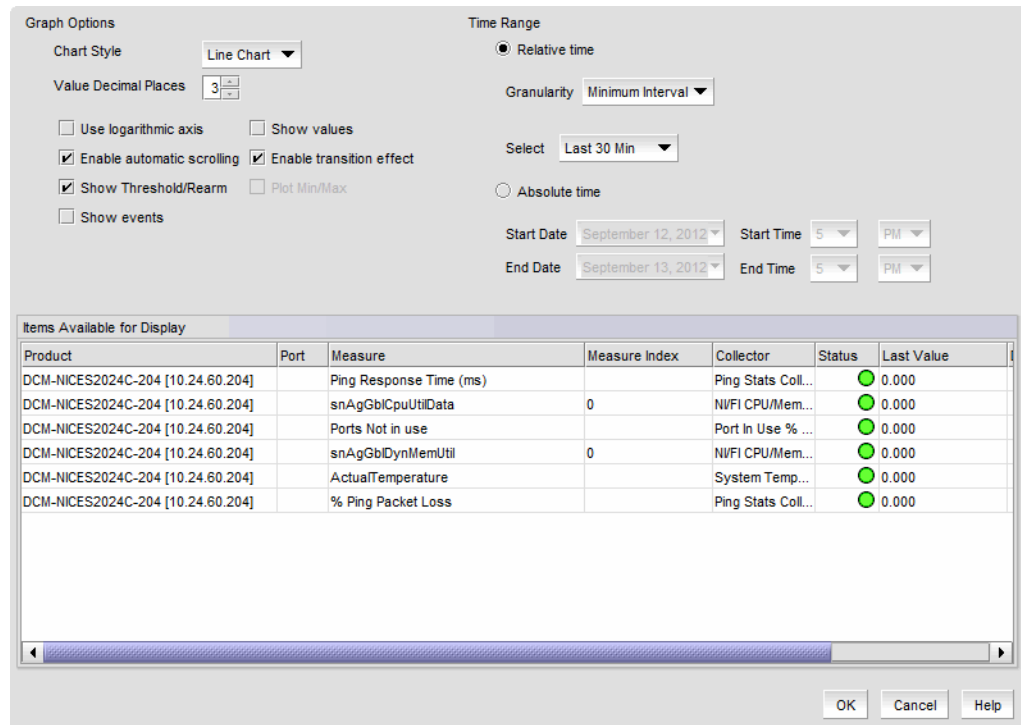 Graph Options
Chart Style Line Chart
Value Decimal Places 3
Use logarithmic axis Show values
Enable automatic scrolling Enable transition effect
Show Threshold/Rearm Plot Min/Max
Show events
Time Range
Relative time
Granularity Minimum Interval
Select Last 30 Min
Absolute time
Start Date September 12, 2012 Start Time 5 PM
End Date September 13, 2012 End Time 5 PM
Items Available for Display
Product Port Measure Measure Index Collector Status Last Value
DCM-NICES2024C-204 [10.24.60.204] Ping Response Time (ms) Ping Stats Coll... 0.000
DCM-NICES2024C-204 [10.24.60.204] snAgGblCpuUtilData 0 NI/FI CPU/Mem... 0.000
DCM-NICES2024C-204 [10.24.60.204] Ports Not in use Port In Use % ... 0.000
DCM-NICES2024C-204 [10.24.60.204] snAgGblDynMemUtil 0 NI/FI CPU/Mem... 0.000
DCM-NICES2024C-204 [10.24.60.204] ActualTemperature System Temp... 0.000
DCM-NICES2024C-204 [10.24.60.204] % Ping Packet Loss Ping Stats Coll... 0.000
OK Cancel Help